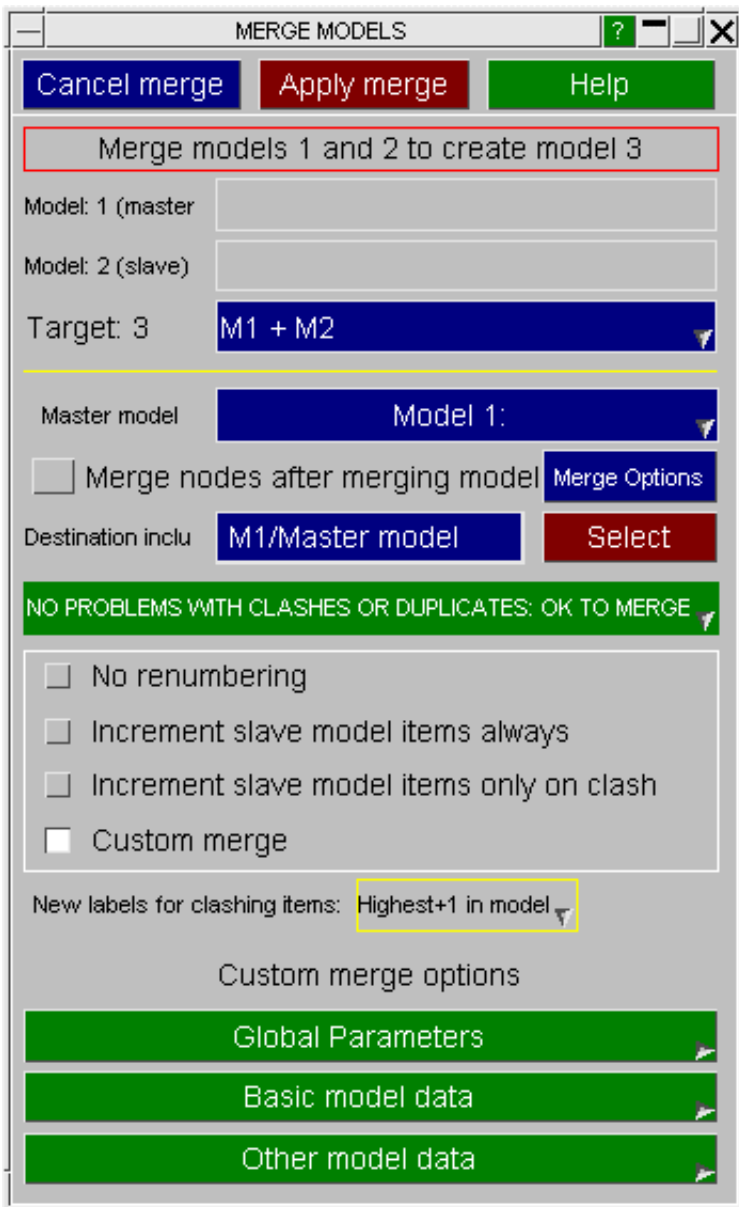 MERGE MODELS ?
Cancel merge Apply merge Help
Merge models 1 and 2 to create model 3
Model: 1 (master
Model: 2 (slave)
Target: 3 M1 + M2
Master model Model 1:
Merge nodes after merging model Merge Options
Destination inclu M1/Master model Select
NO PROBLEMS WITH CLASHES OR DUPLICATES: OK TO MERGE
No renumbering
Increment slave model items always
Increment slave model items only on clash
Custom merge
New labels for clashing items: Highest+1 in model
Custom merge options
Global Parameters
Basic model data
Other model data